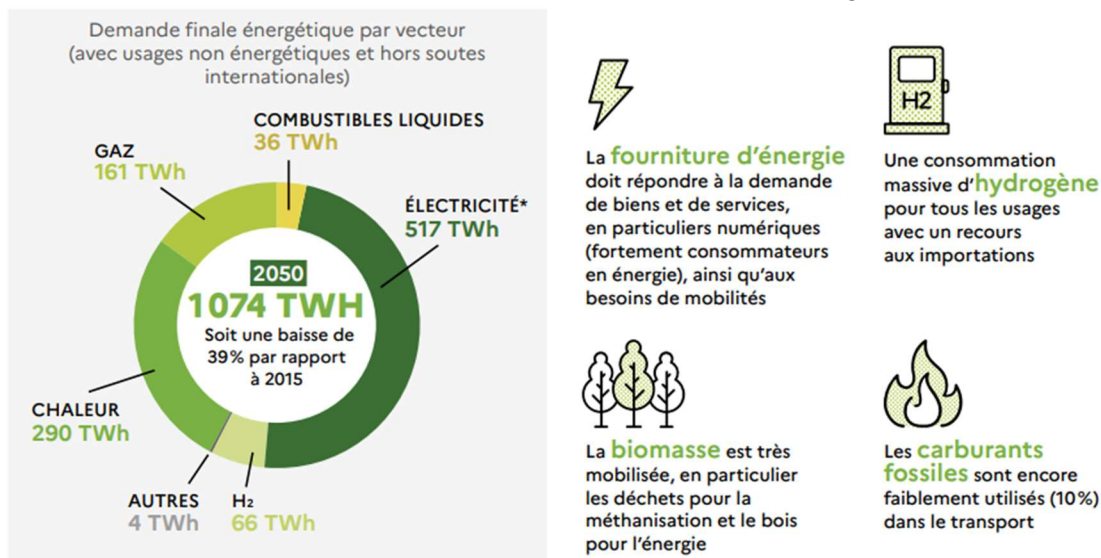 Demande finale énergétique par vecteur
(avec usages non énergétiques et hors soutes
internationales)
COMBUSTIBLES LIQUIDES
36 TWh
GAZ
161 TWh
ÉLECTRICITÉ*
517 TWh
2050
1074 TWH
Soit une baisse de
39% par rapport
à 2015
CHALEUR
290 TWh
AUTRES
4 TWh
H₂
66 TWh
La fourniture d'énergie
doit répondre à la demande
de biens et de services,
en particuliers numériques
(fortement consommateurs
en énergie), ainsi qu'aux
besoins de mobilités
H2
Une consommation
massive d'hydrogène
pour tous les usages
avec un recours
aux importations
La biomasse est très
mobilisée, en particulier
les déchets pour la
méthanisation et le bois
pour l'énergie
Les carburants
fossiles sont encore
faiblement utilisés (10%)
dans le transport